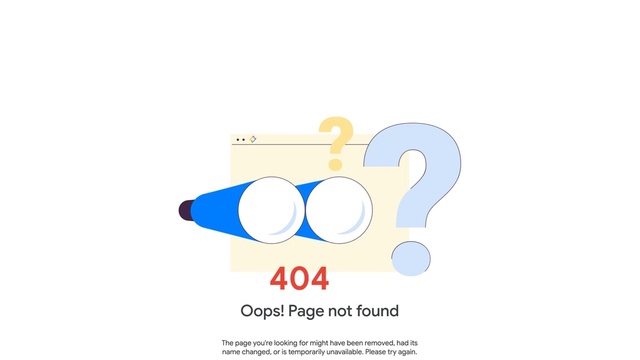 ? ?
404
Oops! Page not found
The page you're looking for might have been removed, had its
name changed, or is temporarily unavailable. Please try again.